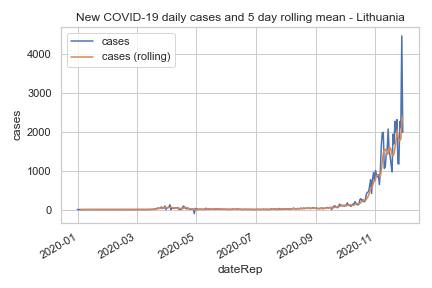 New COVID-19 daily cases and 5 day rolling mean - Lithuania
cases
cases (rolling)
4000
3000
2000
1000
0
cases
2020-01
2020-03
2020-05
2020-07
2020-09
2020-11
dateRep